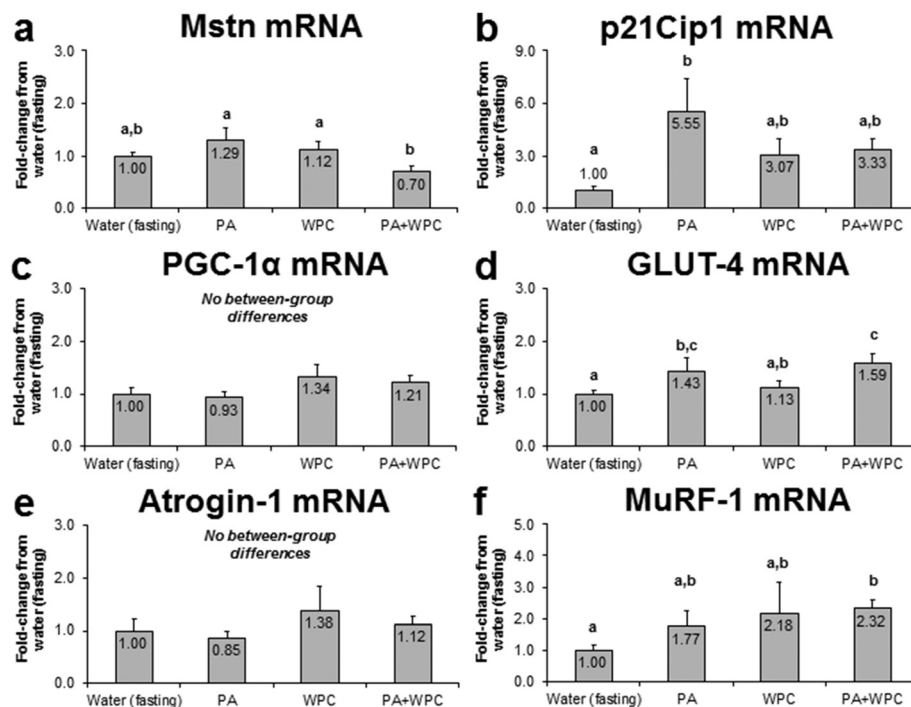 a Mstn mRNA
Fold-change from
water (fasting)
3.0
2.0
1.0
0.0
a,b
a
a
b
1.00
1.29
1.12
0.70
Water (fasting) PA WPC PA+WPC
b p21Cip1 mRNA
Fold-change from
water (fasting)
9.0
6.0
3.0
0.0
a
b
a,b
a,b
1.00
5.55
3.07
3.33
Water (fasting) PA WPC PA+WPC
c PGC-1α mRNA
No between-group
differences
Fold-change from
water (fasting)
3.0
2.0
1.0
0.0
1.00
0.93
1.34
1.21
Water (fasting) PA WPC PA+WPC
d GLUT-4 mRNA
Fold-change from
water (fasting)
3.0
2.0
1.0
0.0
a
b,c
a,b
c
1.00
1.43
1.13
1.59
Water (fasting) PA WPC PA+WPC
e Atrogin-1 mRNA
No between-group
differences
Fold-change from
water (fasting)
3.0
2.0
1.0
0.0
1.00
0.85
1.38
1.12
Water (fasting) PA WPC PA+WPC
f MuRF-1 mRNA
Fold-change from
water (fasting)
5.0
4.0
3.0
2.0
1.0
0.0
a
a,b
a,b
b
1.00
1.77
2.18
2.32
Water (fasting) PA WPC PA+WPC